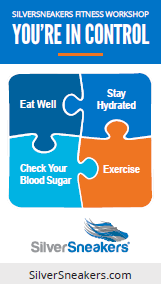 SILVERSNEAKERS FITNESS WORKSHOP
YOU'RE IN CONTROL
Eat Well
Stay
Hydrated
Check Your
Blood Sugar
Exercise
SilverSneakers
SilverSneakers.com